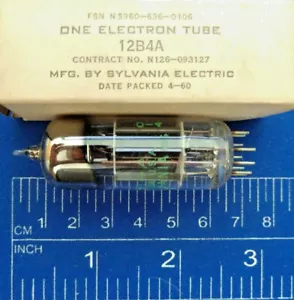 FSN N5960-636-0106
ONE ELECTRON TUBE
12B4A
CONTRACT NO. N126-093127
MFG. BY SYLVANIA ELECTRIC
DATE PACKED 4-60
CM 1 2 3 4 5 6 7 8
INCH 1 2 3